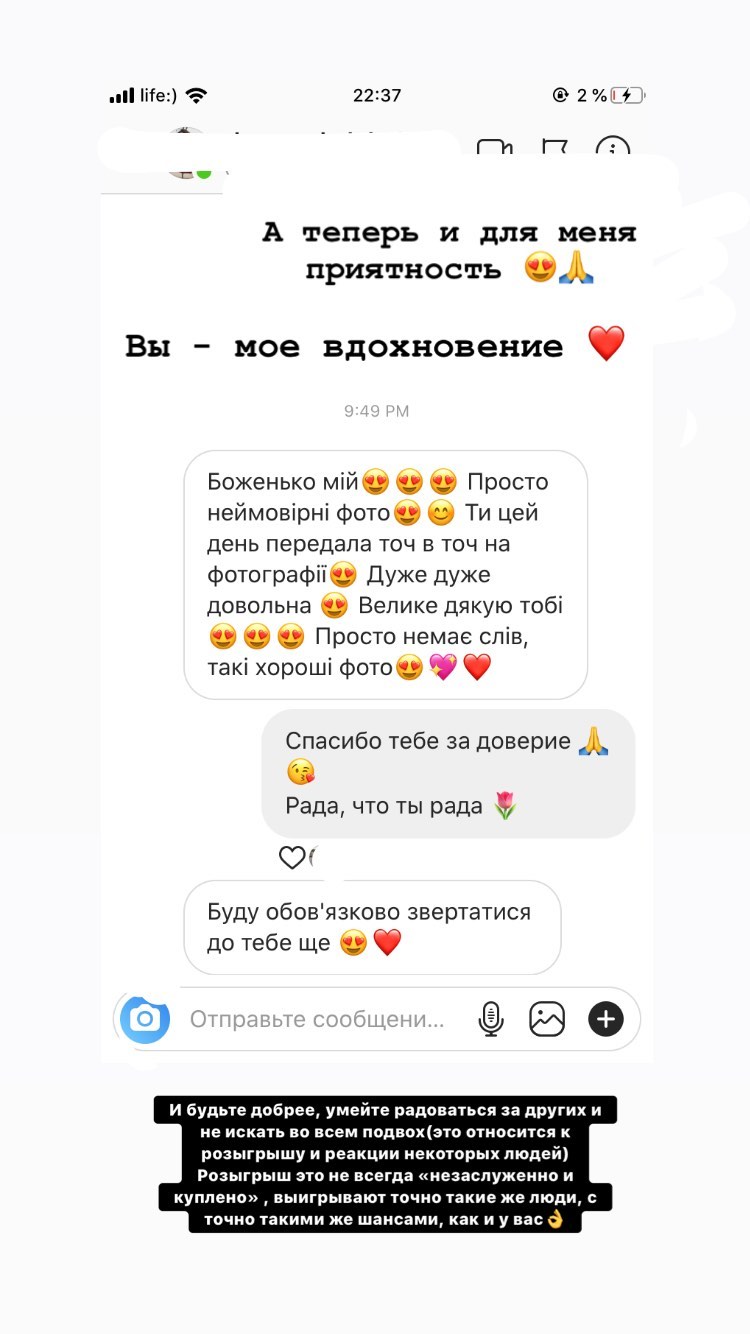 life:) 22:37 2 %
А теперь и для меня
приятность 😍🙏
Вы - мое вдохновение ❤️
9:49 PM
Боженько мій😍😍😍 Просто
неймовірні фото😍😊 Ти цей
день передала точ в точ на
фотографії😍 Дуже дуже
довольна 😍 Велике дякую тобі
😍😍😍 Просто немає слів,
такі хороші фото😍💖❤️
Спасибо тебе за доверие 🙏
😘
Рада, что ты рада 🌷
Буду обов'язково звертатися
до тебе ще 😍❤️
Отправьте сообщени...
И будьте добрее, умейте радоваться за других и
не искать во всем подвох(это относится к
розыгрышу и реакции некоторых людей)
Розыгрыш это не всегда «незаслуженно и
куплено» , выигрывают точно такие же люди, с
точно такими же шансами, как и у вас👌